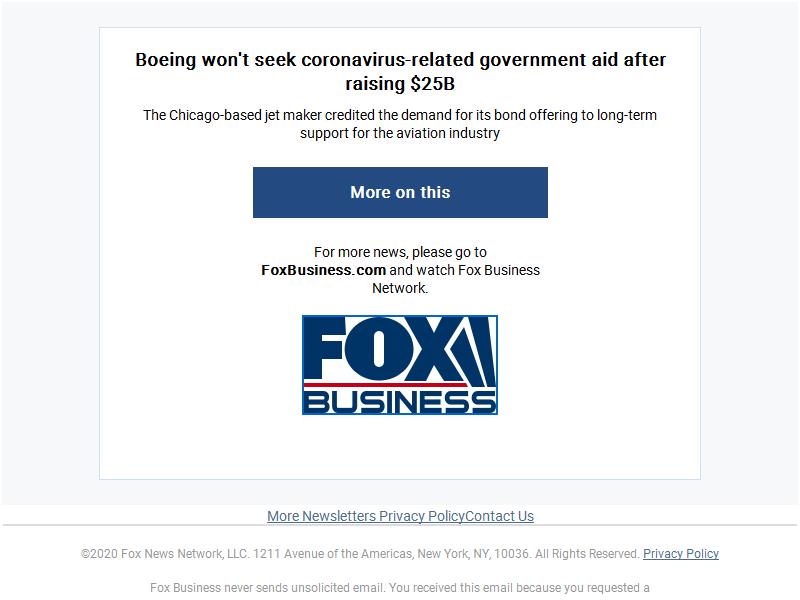 Boeing won't seek coronavirus-related government aid after
raising $25B
The Chicago-based jet maker credited the demand for its bond offering to long-term
support for the aviation industry
More on this
For more news, please go to
FoxBusiness.com and watch Fox Business
Network.
FOX
BUSINESS
More Newsletters Privacy PolicyContact Us
©2020 Fox News Network, LLC. 1211 Avenue of the Americas, New York, NY, 10036. All Rights Reserved. Privacy Policy
Fox Business never sends unsolicited email. You received this email because you requested a